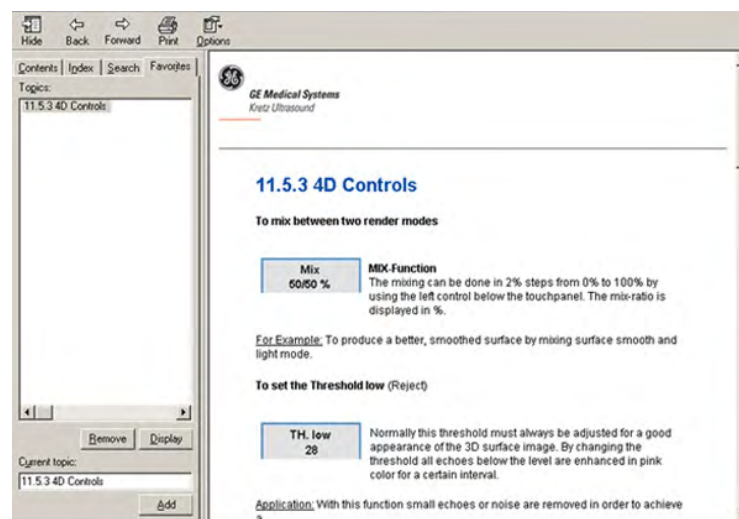 Hide Back Forward Print Options
Contents Index Search Favorites
Topics:
11.5.3 4D Controls
Remove Display
Current topic:
11.5.3 4D Controls
Add
GE
GE Medical Systems
Kretz Ultrasound
11.5.3 4D Controls
To mix between two render modes
Mix
50/50 %
MIX-Function
The mixing can be done in 2% steps from 0% to 100% by
using the left control below the touchpanel. The mix-ratio is
displayed in %.
For Example: To produce a better, smoothed surface by mixing surface smooth and
light mode.
To set the Threshold low (Reject)
TH. low
28
Normally this threshold must always be adjusted for a good
appearance of the 3D surface image. By changing the
threshold all echoes below the level are enhanced in pink
color for a certain interval.
Application: With this function small echoes or noise are removed in order to achieve